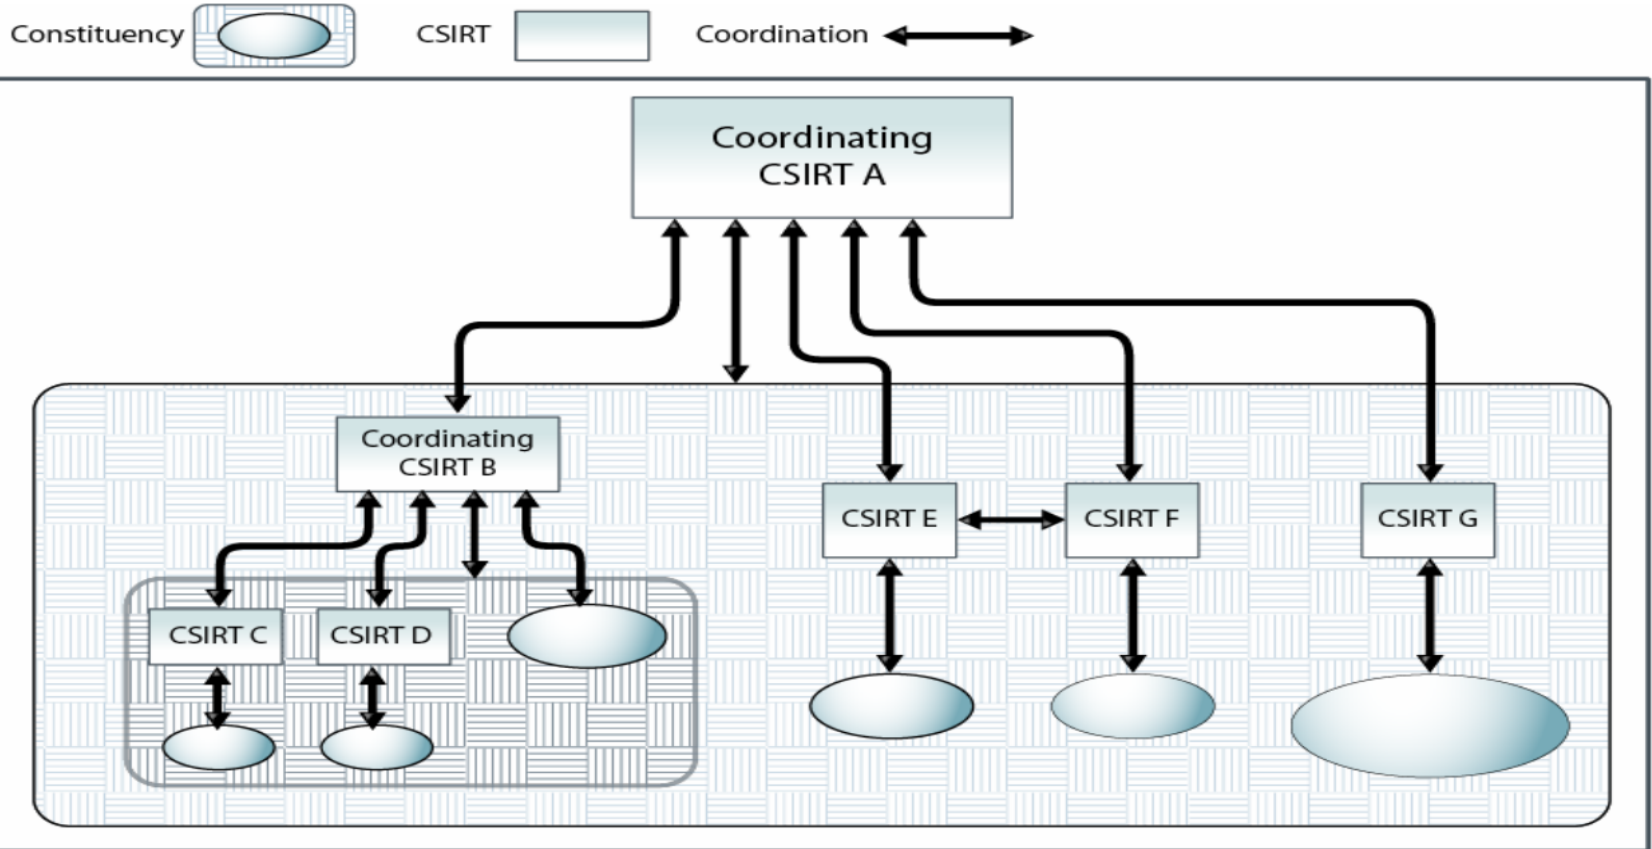 Constituency
CSIRT
Coordination
Coordinating
CSIRT A
Coordinating
CSIRT B
CSIRT E
CSIRT F
CSIRT G
CSIRT C
CSIRT D